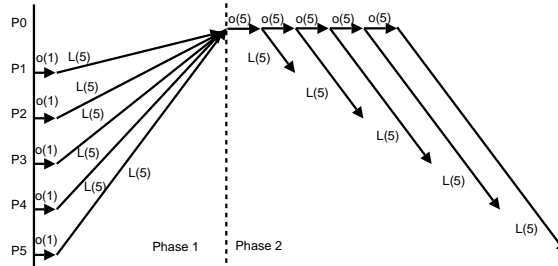 P0
o(5) o(5) o(5) o(5) o(5)
P1
o(1)
L(5)
L(5)
P2
o(1)
L(5)
L(5)
L(5)
P3
o(1)
L(5)
L(5)
L(5)
P4
o(1)
L(5)
L(5)
L(5)
P5
o(1)
Phase 1
Phase 2